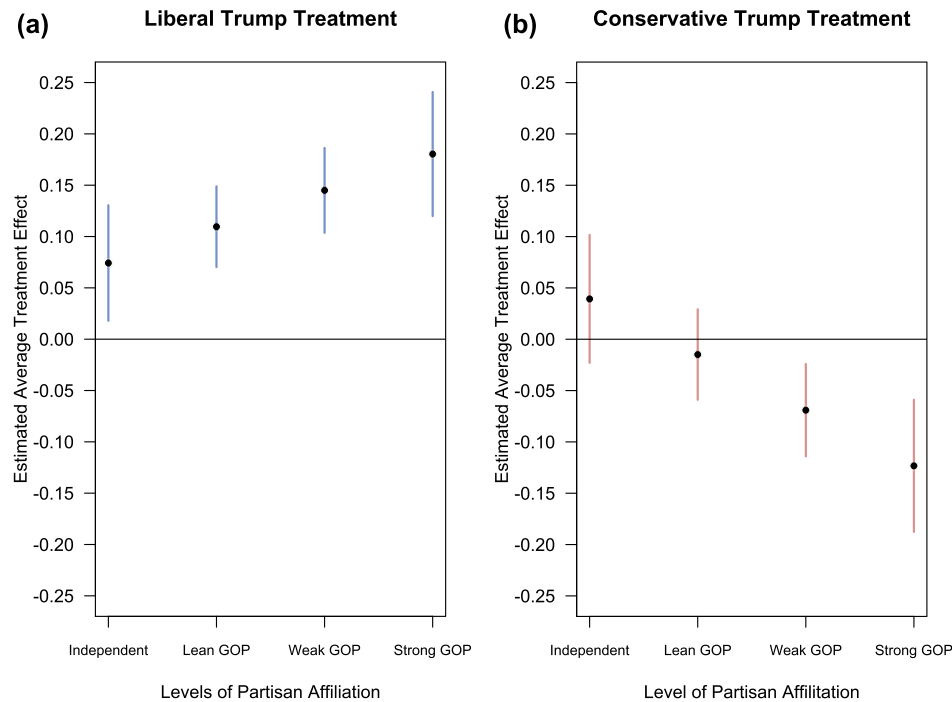 (a)
Liberal Trump Treatment
Estimated Average Treatment Effect
0.25
0.20
0.15
0.10
0.05
0.00
-0.05
-0.10
-0.15
-0.20
-0.25
Independent Lean GOP Weak GOP Strong GOP
Levels of Partisan Affiliation
(b)
Conservative Trump Treatment
Estimated Average Treatment Effect
0.25
0.20
0.15
0.10
0.05
0.00
-0.05
-0.10
-0.15
-0.20
-0.25
Independent Lean GOP Weak GOP Strong GOP
Level of Partisan Affilitation